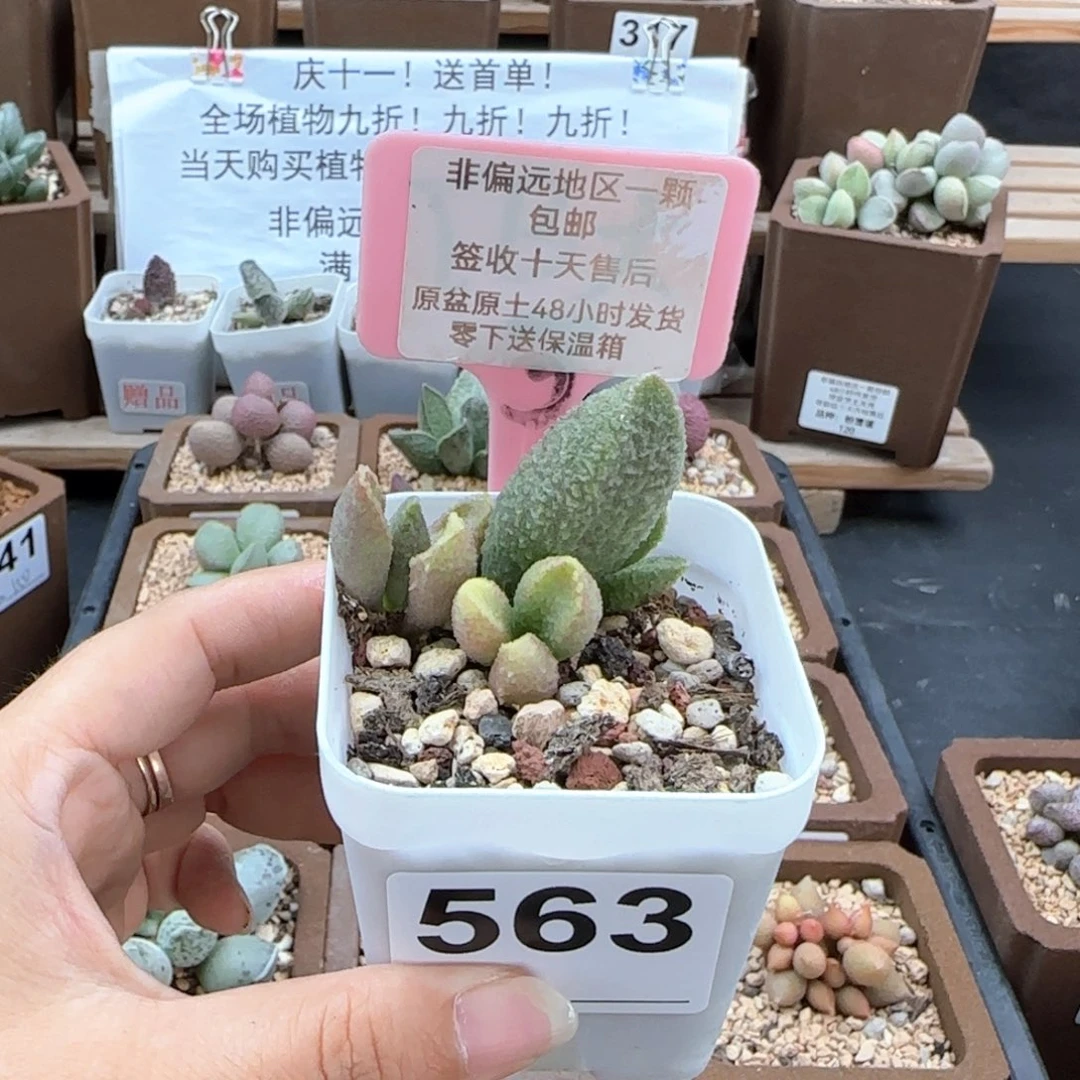 317
庆十一！送首单！
全场植物九折！九折！九折！
当天购买植物
非偏远
满
非偏远地区一颗
包邮
签收十天售后
原盆原土48小时发货
零下送保温箱
赠品
品
41
563
120